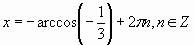 x = −arccos(−1/3) + 2πn, n ∈ Z